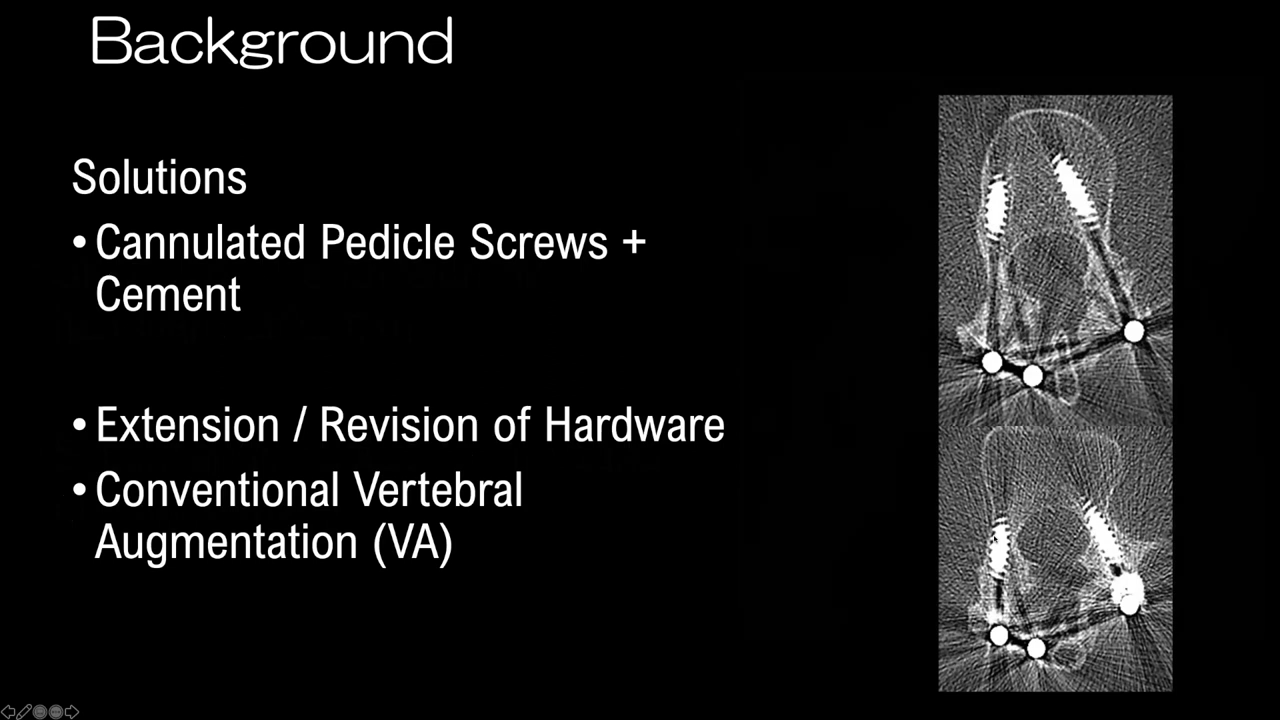 Background
Solutions
• Cannulated Pedicle Screws +
Cement
• Extension / Revision of Hardware
• Conventional Vertebral
Augmentation (VA)